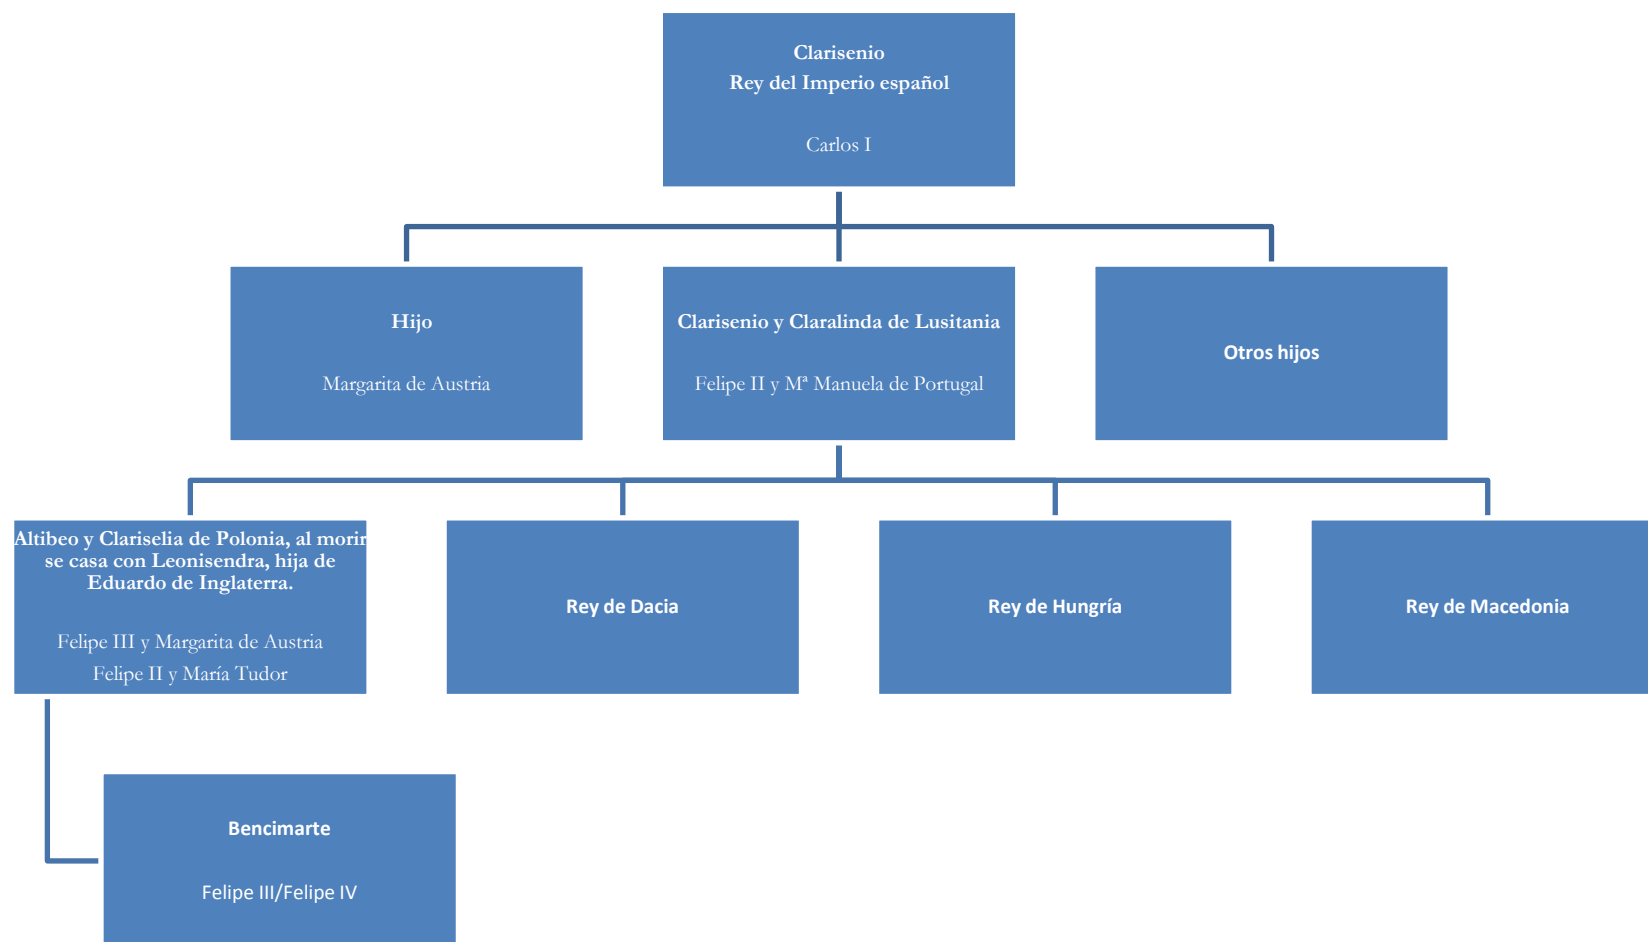 Clarisenio
Rey del Imperio español
Carlos I
Hijo
Margarita de Austria
Clarisenio y Claralinda de Lusitania
Felipe II y Mª Manuela de Portugal
Otros hijos
Altibeo y Clariselia de Polonia, al morir
se casa con Leonisendra, hija de
Eduardo de Inglaterra.
Felipe III y Margarita de Austria
Felipe II y María Tudor
Rey de Dacia
Rey de Hungría
Rey de Macedonia
Bencimarte
Felipe III/Felipe IV